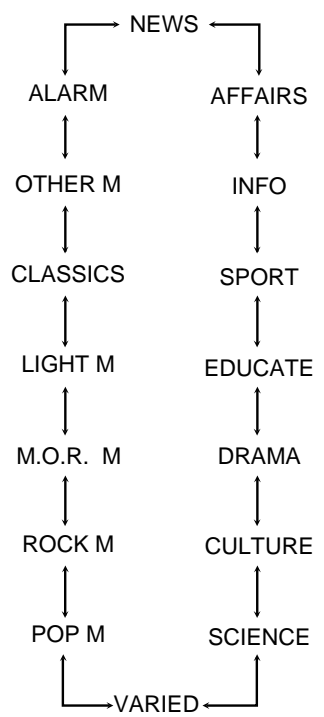 NEWS
ALARM AFFAIRS
OTHER M INFO
CLASSICS SPORT
LIGHT M EDUCATE
M.O.R. M DRAMA
ROCK M CULTURE
POP M SCIENCE
VARIED